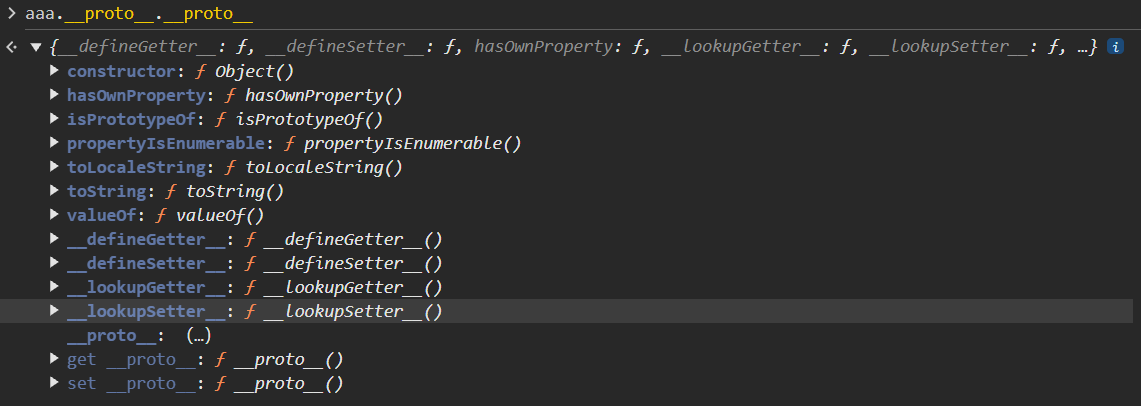 > aaa.__proto__.__proto__
{__defineGetter__: ƒ, __defineSetter__: ƒ, hasOwnProperty: ƒ, __lookupGetter__: ƒ, __lookupSetter__: ƒ, …} i
constructor: ƒ Object()
hasOwnProperty: ƒ hasOwnProperty()
isPrototypeOf: ƒ isPrototypeOf()
propertyIsEnumerable: ƒ propertyIsEnumerable()
toLocaleString: ƒ toLocaleString()
toString: ƒ toString()
valueOf: ƒ valueOf()
__defineGetter__: ƒ __defineGetter__()
__defineSetter__: ƒ __defineSetter__()
__lookupGetter__: ƒ __lookupGetter__()
__lookupSetter__: ƒ __lookupSetter__()
__proto__: (…)
get __proto__: ƒ __proto__()
set __proto__: ƒ __proto__()